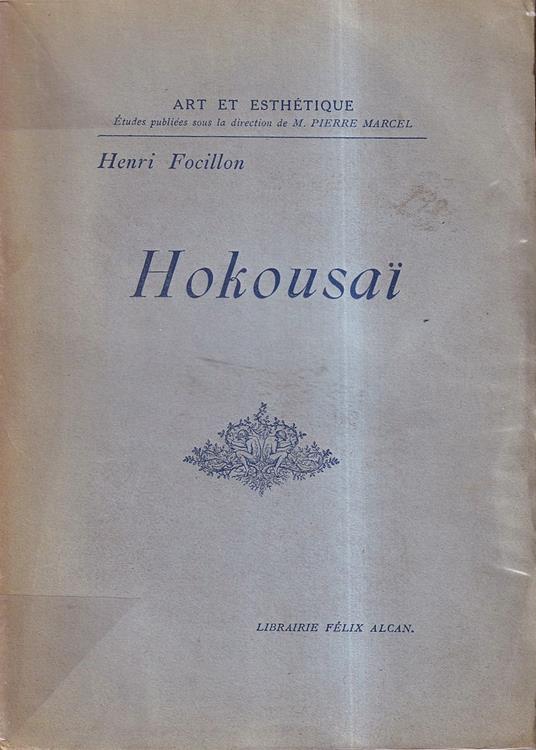 ART ET ESTHÉTIQUE
Études publiées sous la direction de M. PIERRE MARCEL
Henri Focillon
Hokousaï
LIBRAIRIE FÉLIX ALCAN.